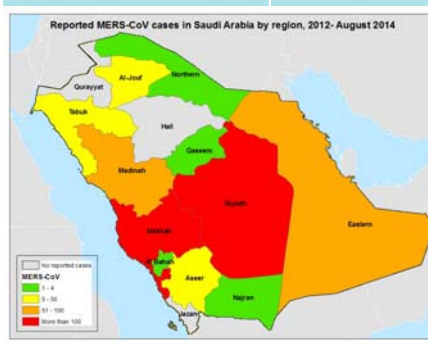 Reported MERS-CoV cases in Saudi Arabia by region, 2012- August 2014
Northern
Al-Jouf
Qurayyat
Tabuk
Hail
Qaseem
Medinah
Riyadh
Eastern
Mekkah
Al Bahah
Aseer
Najran
Jazan
No reported cases
MERS-CoV
1 - 4
5 - 50
51 - 100
More than 100